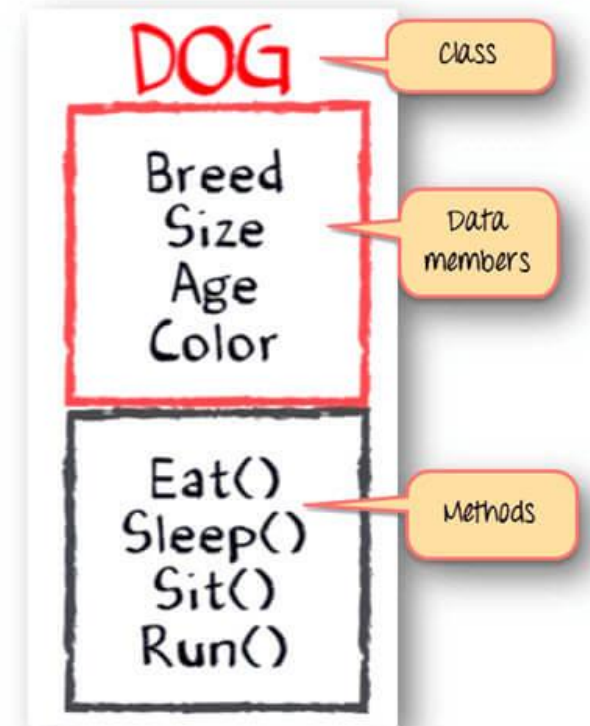 DOG
Class
Breed
Size
Age
Color
Data
members
Eat()
Sleep()
Sit()
Run()
Methods